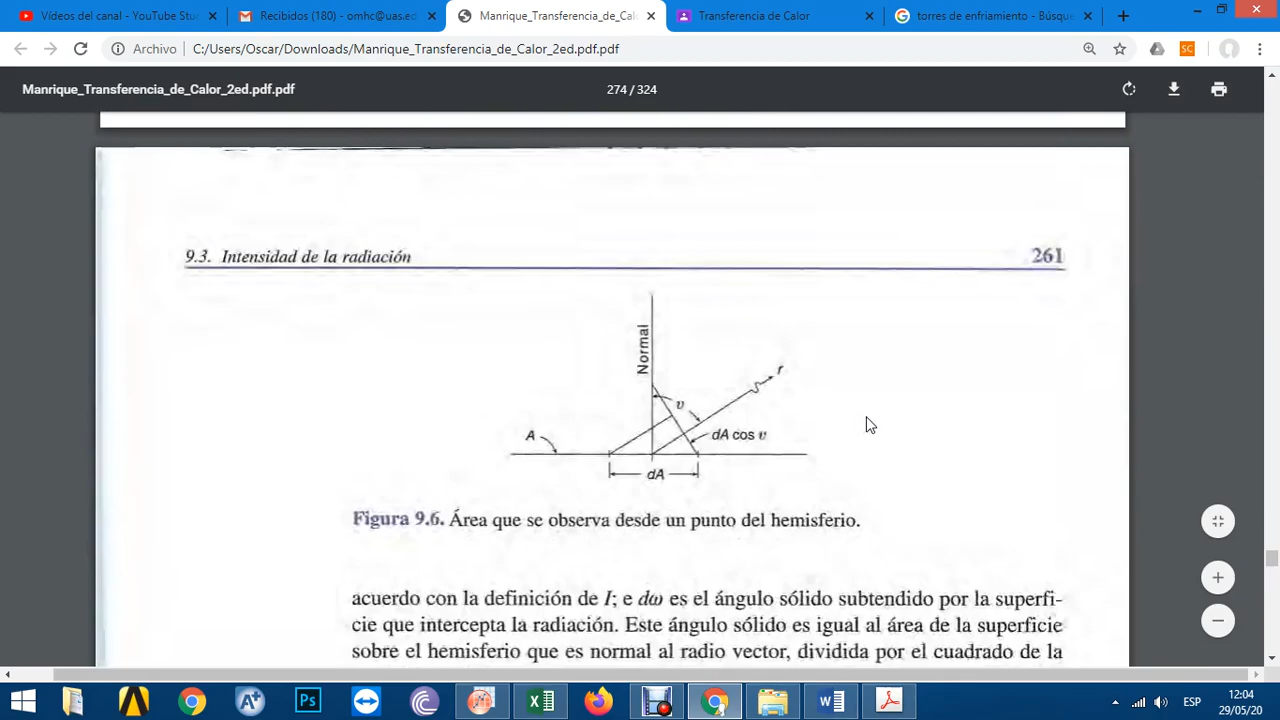 Vídeos del canal - YouTube Stu
Recibidos (180) - omhc@uas.ed
Manrique_Transferencia_de_Calo
Transferencia de Calor
torres de enfriamiento - Búsque
Archivo
C:/Users/Oscar/Downloads/Manrique_Transferencia_de_Calor_2ed.pdf.pdf
SC
Manrique_Transferencia_de_Calor_2ed.pdf.pdf
274 / 324
9.3. Intensidad de la radiación
261
Normal
r
υ
A
dA cos υ
dA
Figura 9.6. Área que se observa desde un punto del hemisferio.
acuerdo con la definición de I; e dω es el ángulo sólido subtendido por la superfi-
cie que intercepta la radiación. Este ángulo sólido es igual al área de la superficie
sobre el hemisferio que es normal al radio vector, dividida por el cuadrado de la
Ps
ESP
12:04
29/05/20